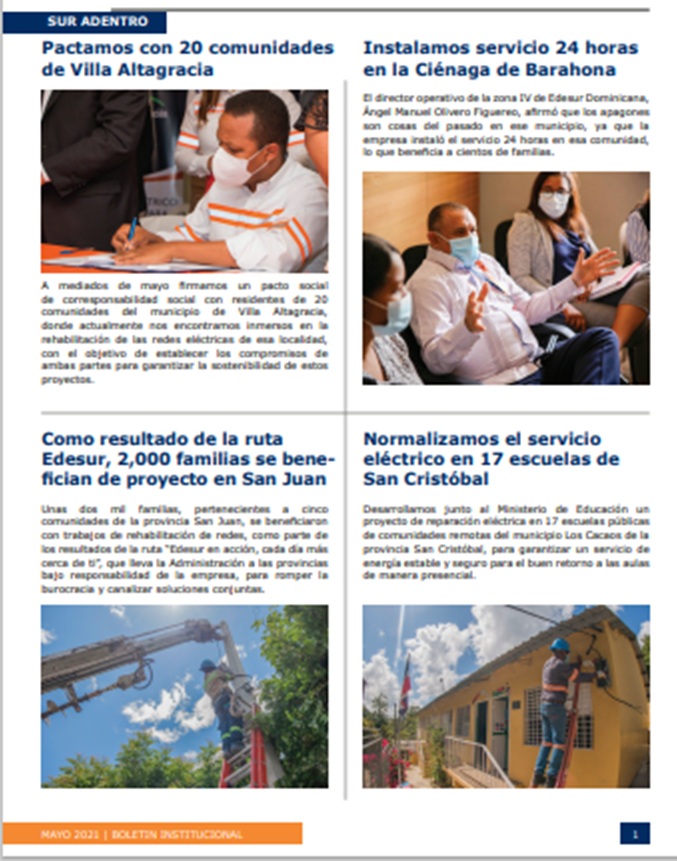 SUR ADENTRO
Pactamos con 20 comunidades
de Villa Altagracia
A mediados de mayo firmamos un pacto social
de corresponsabilidad social con residentes de 20
comunidades del municipio de Villa Altagracia,
donde actualmente nos encontramos inmersos en la
rehabilitación de las redes eléctricas de esa localidad,
con el objetivo de establecer los compromisos de
ambas partes para garantizar la sostenibilidad de estos
proyectos.
Instalamos servicio 24 horas
en la Ciénaga de Barahona
El director operativo de la zona IV de Edesur Dominicana,
Ángel Manuel Olivero Figuereo, afirmó que los apagones
son cosas del pasado en ese municipio, ya que la
empresa instaló el servicio 24 horas en esa comunidad,
lo que beneficia a cientos de familias.
Como resultado de la ruta
Edesur, 2,000 familias se bene-
fician de proyecto en San Juan
Unas dos mil familias, pertenecientes a cinco
comunidades de la provincia San Juan, se beneficiaron
con trabajos de rehabilitación de redes, como parte de
los resultados de la ruta "Edesur en acción, cada día más
cerca de ti", que lleva la Administración a las provincias
bajo responsabilidad de la empresa, para romper la
burocracia y canalizar soluciones conjuntas.
Normalizamos el servicio
eléctrico en 17 escuelas de
San Cristóbal
Desarrollamos junto al Ministerio de Educación un
proyecto de reparación eléctrica en 17 escuelas públicas
de comunidades remotas del municipio Los Cacaos de la
provincia San Cristóbal, para garantizar un servicio de
energía estable y seguro para el buen retorno a las aulas
de manera presencial.
MAYO 2021 | BOLETIN INSTITUCIONAL
1